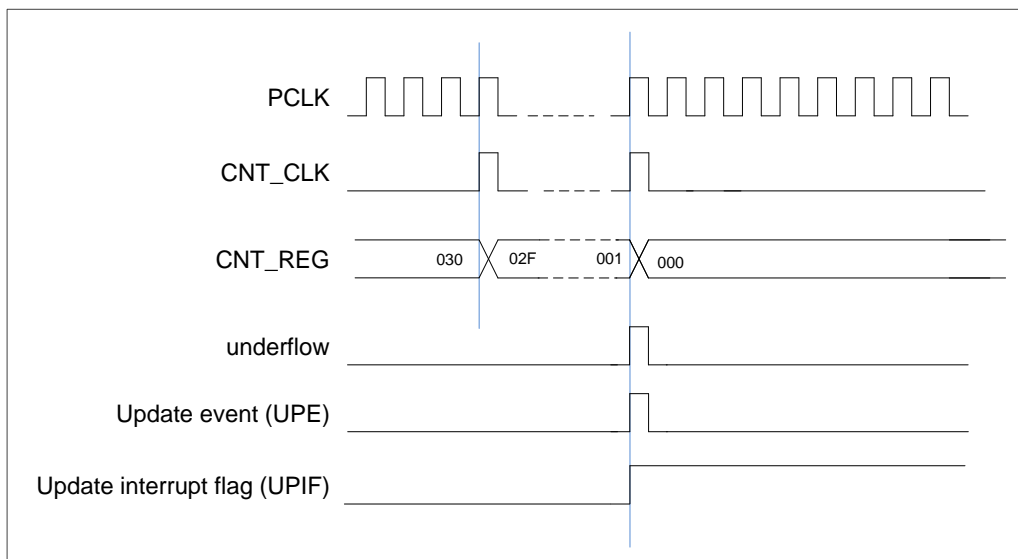 PCLK
CNT_CLK
CNT_REG 030 02F 001 000
underflow
Update event (UPE)
Update interrupt flag (UPIF)